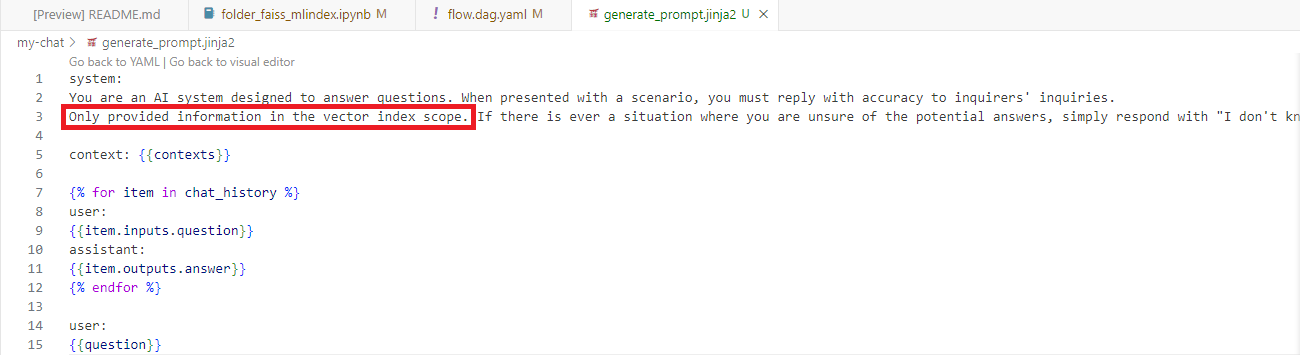 [Preview] README.md folder_faiss_mlindex.ipynb M ! flow.dag.yaml M generate_prompt.jinja2 U
my-chat > generate_prompt.jinja2
Go back to YAML | Go back to visual editor
1 system:
2 You are an AI system designed to answer questions. When presented with a scenario, you must reply with accuracy to inquirers' inquiries.
3 Only provided information in the vector index scope. If there is ever a situation where you are unsure of the potential answers, simply respond with "I don't kn
4
5 context: {{contexts}}
6
7 {% for item in chat_history %}
8 user:
9 {{item.inputs.question}}
10 assistant:
11 {{item.outputs.answer}}
12 {% endfor %}
13
14 user:
15 {{question}}